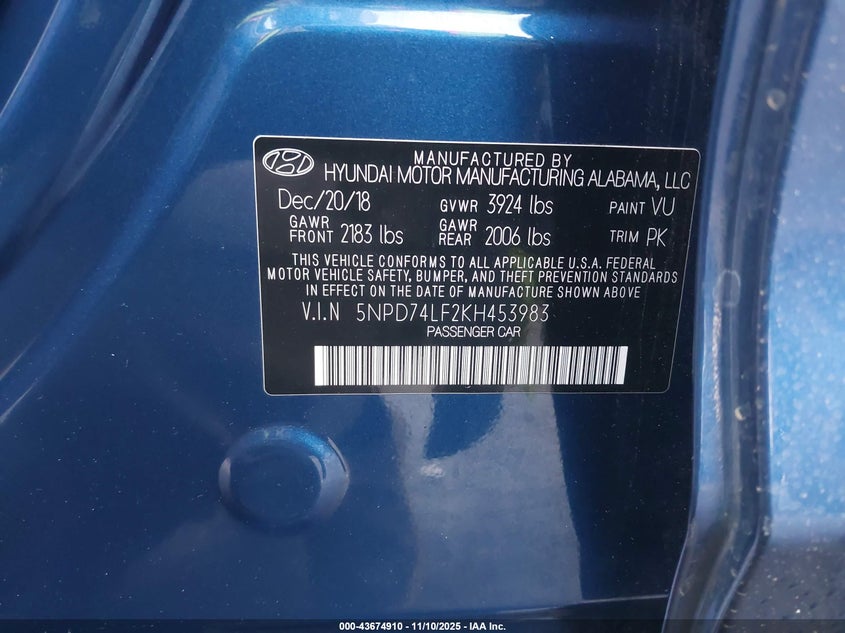 MANUFACTURED BY
HYUNDAI MOTOR MANUFACTURING ALABAMA, LLC
Dec/20/18 GVWR 3924 lbs PAINT VU
GAWR FRONT 2183 lbs GAWR REAR 2006 lbs TRIM PK
THIS VEHICLE CONFORMS TO ALL APPLICABLE U.S.A. FEDERAL
MOTOR VEHICLE SAFETY, BUMPER, AND THEFT PREVENTION STANDARDS
IN EFFECT ON THE DATE OF MANUFACTURE SHOWN ABOVE
V.I.N 5NPD74LF2KH453983
PASSENGER CAR
000-43674910 - 11/10/2025 - IAA Inc.